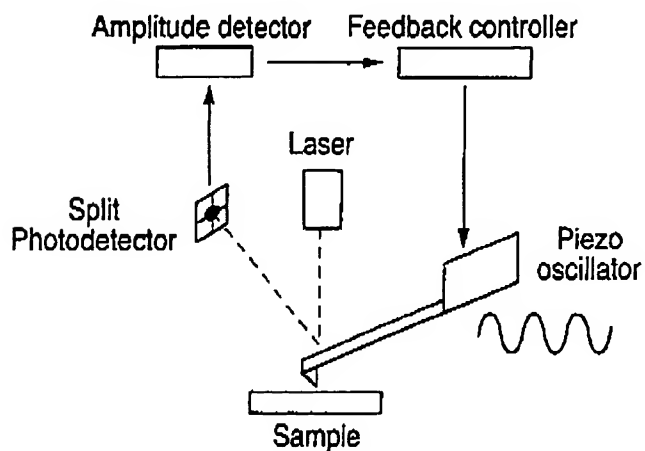 Amplitude detector
Feedback controller
Laser
Split
Photodetector
Piezo
oscillator
Sample